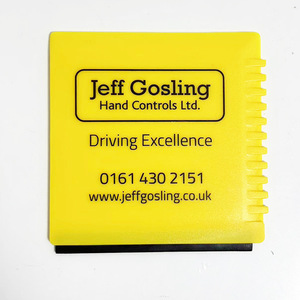 Jeff Gosling
Hand Controls Ltd.
Driving Excellence
0161 430 2151
www.jeffgosling.co.uk